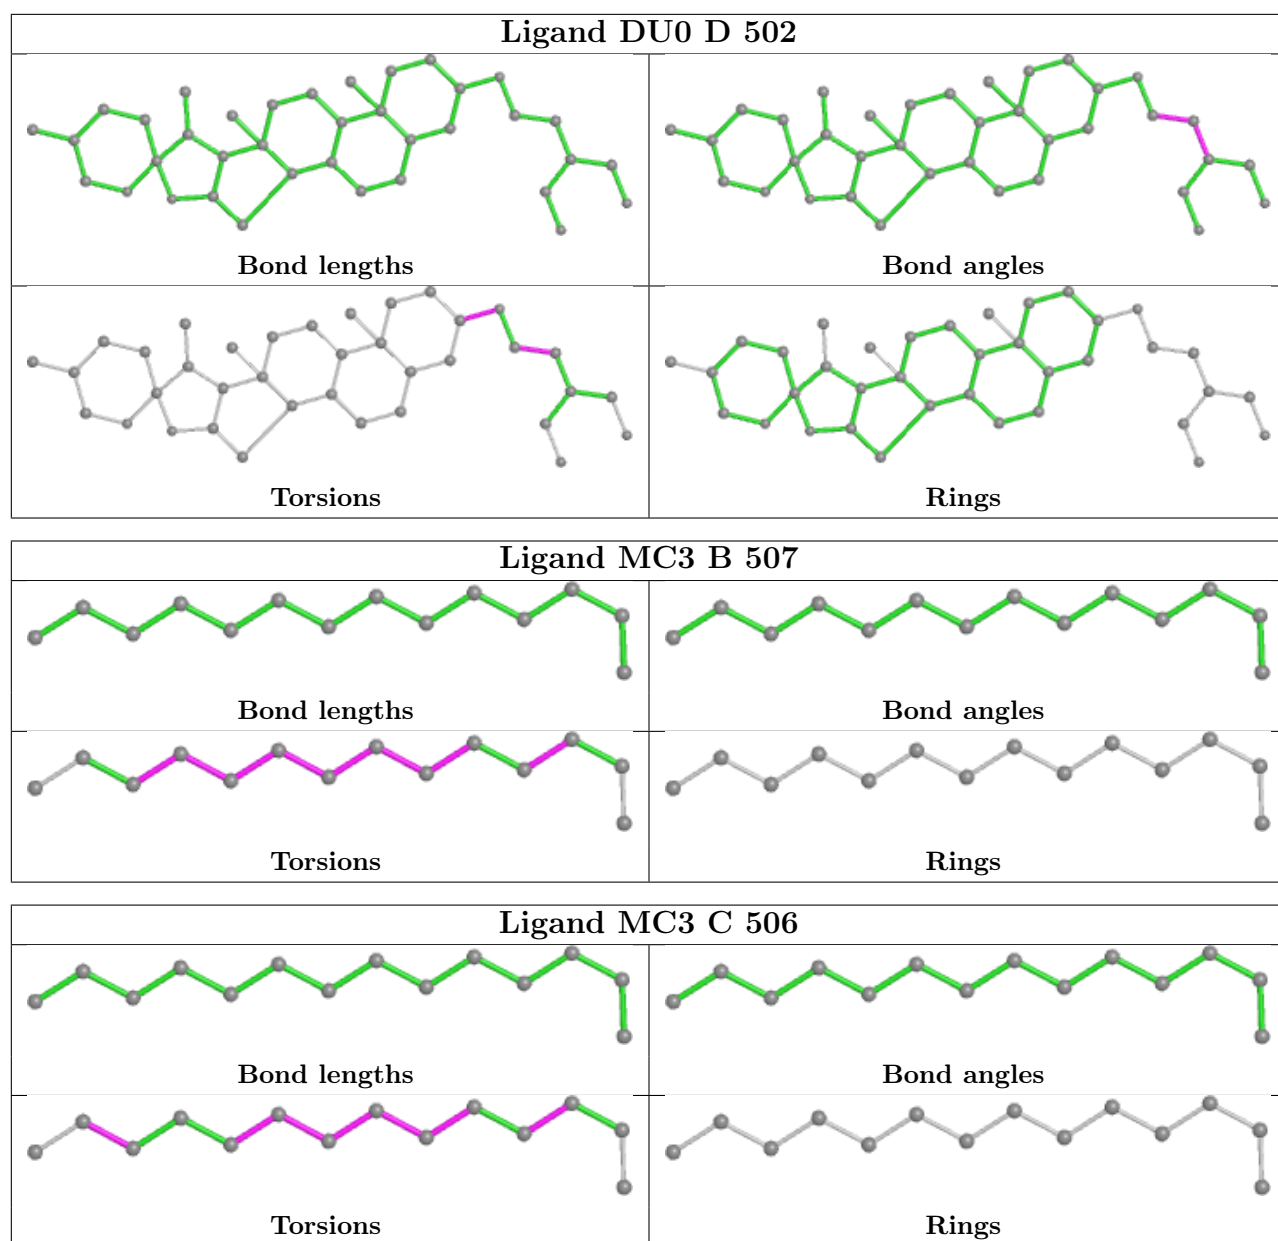 Ligand DU0 D 502
Bond lengths
Bond angles
Torsions
Rings
Ligand MC3 B 507
Bond lengths
Bond angles
Torsions
Rings
Ligand MC3 C 506
Bond lengths
Bond angles
Torsions
Rings